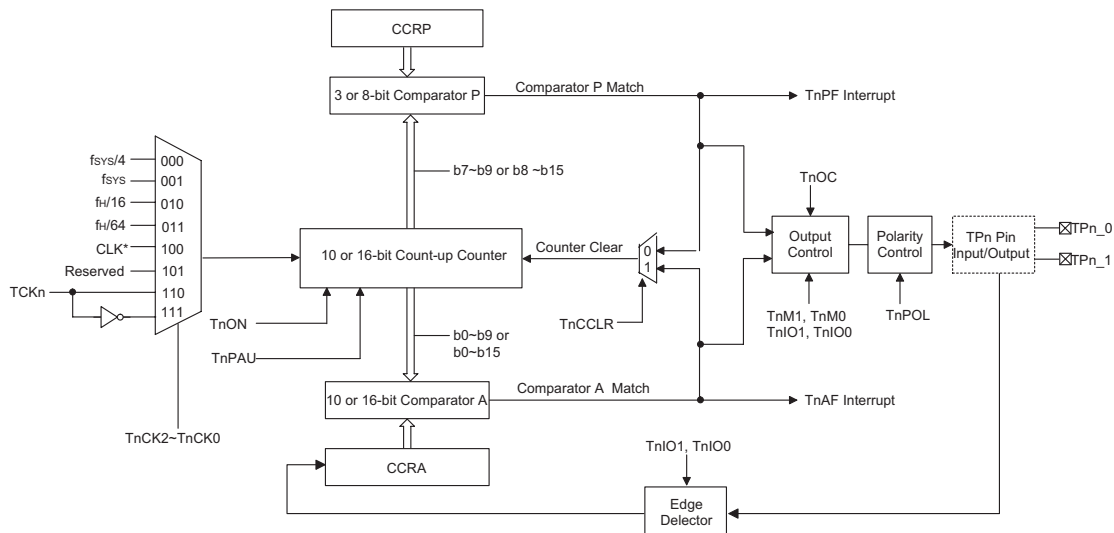 CCRP
3 or 8-bit Comparator P
Comparator P Match
TnPF Interrupt
b7~b9 or b8 ~b15
fSYS/4
000
fSYS
001
fH/16
010
fH/64
011
CLK*
100
Reserved
101
TCKn
110
111
TnCK2~TnCK0
10 or 16-bit Count-up Counter
Counter Clear
0
1
TnCCLR
TnON
TnPAU
b0~b9 or
b0~b15
TnOC
Output
Control
TnM1, TnM0
TnIO1, TnIO0
Polarity
Control
TnPOL
TPn Pin
Input/Output
TPn_0
TPn_1
10 or 16-bit Comparator A
Comparator A Match
TnAF Interrupt
CCRA
TnIO1, TnIO0
Edge
Delector